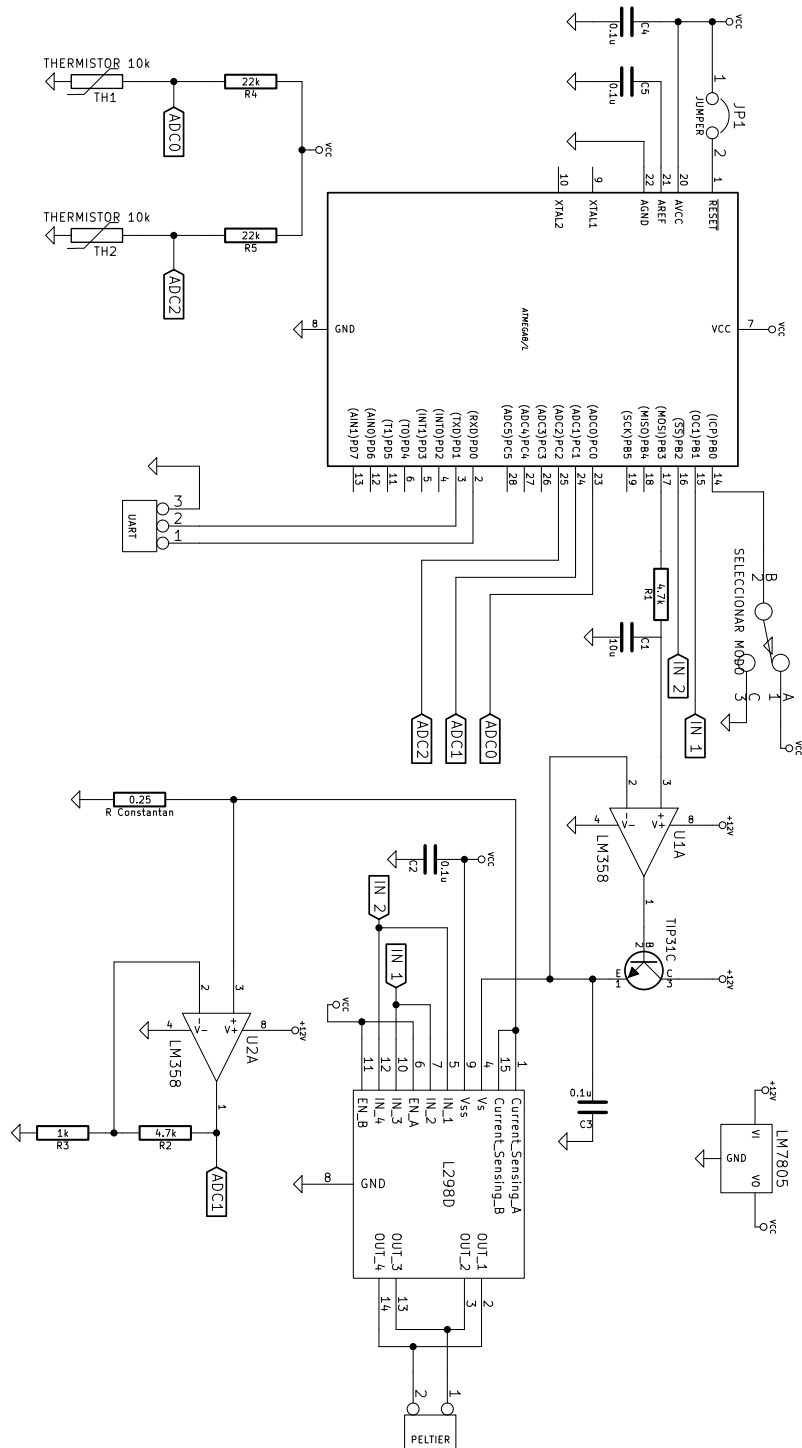 VCC
C4
0.1u
C5
0.1u
1
JP1
JUMPER
2
THERMISTOR 10k
TH1
22k
R4
ADC0
VCC
THERMISTOR 10k
TH2
22k
R5
ADC2
10
9
22
21
20
1
XTAL2
XTAL1
AGND
AREF
AVCC
RESET
ATMEGA8/L
8
GND
VCC
7
VCC
(AIN1)PD7
(AIN0)PD6
(T1)PD5
(T0)PD4
(INT1)PD3
(INT0)PD2
(TXD)PD1
(RXD)PD0
(ADC5)PC5
(ADC4)PC4
(ADC3)PC3
(ADC2)PC2
(ADC1)PC1
(ADC0)PC0
(SCK)PB5
(MISO)PB4
(MOSI)PB3
(SS)PB2
(OC1)PB1
(ICP)PB0
13
12
11
6
5
4
3
2
28
27
26
25
24
23
19
18
17
16
15
14
UART
3
2
1
4.7k
R1
C1
10u
SELECCIONAR MODO
B
2
A
1
C
3
VCC
IN 2
IN 1
ADC2
ADC1
ADC0
2
3
-
+
V-
V+
4
8
+12V
U1A
LM358
1
TIP31C
B
2
E
1
C
3
+12V
0.25
R Constantan
VCC
C2
0.1u
IN 2
IN 1
VCC
0.1u
C3
2
3
-
+
V-
V+
4
8
+12V
U2A
LM358
1
1k
R3
4.7k
R2
ADC1
11
12
10
6
7
5
9
4
15
1
EN_B
IN_4
IN_3
EN_A
IN_2
IN_1
Vss
Vs
Current_Sensing_B
Current_Sensing_A
L298D
8
GND
OUT_4
OUT_3
OUT_2
OUT_1
14
13
3
2
2
1
PELTIER
+12V
VI
GND
VO
LM7805
VCC